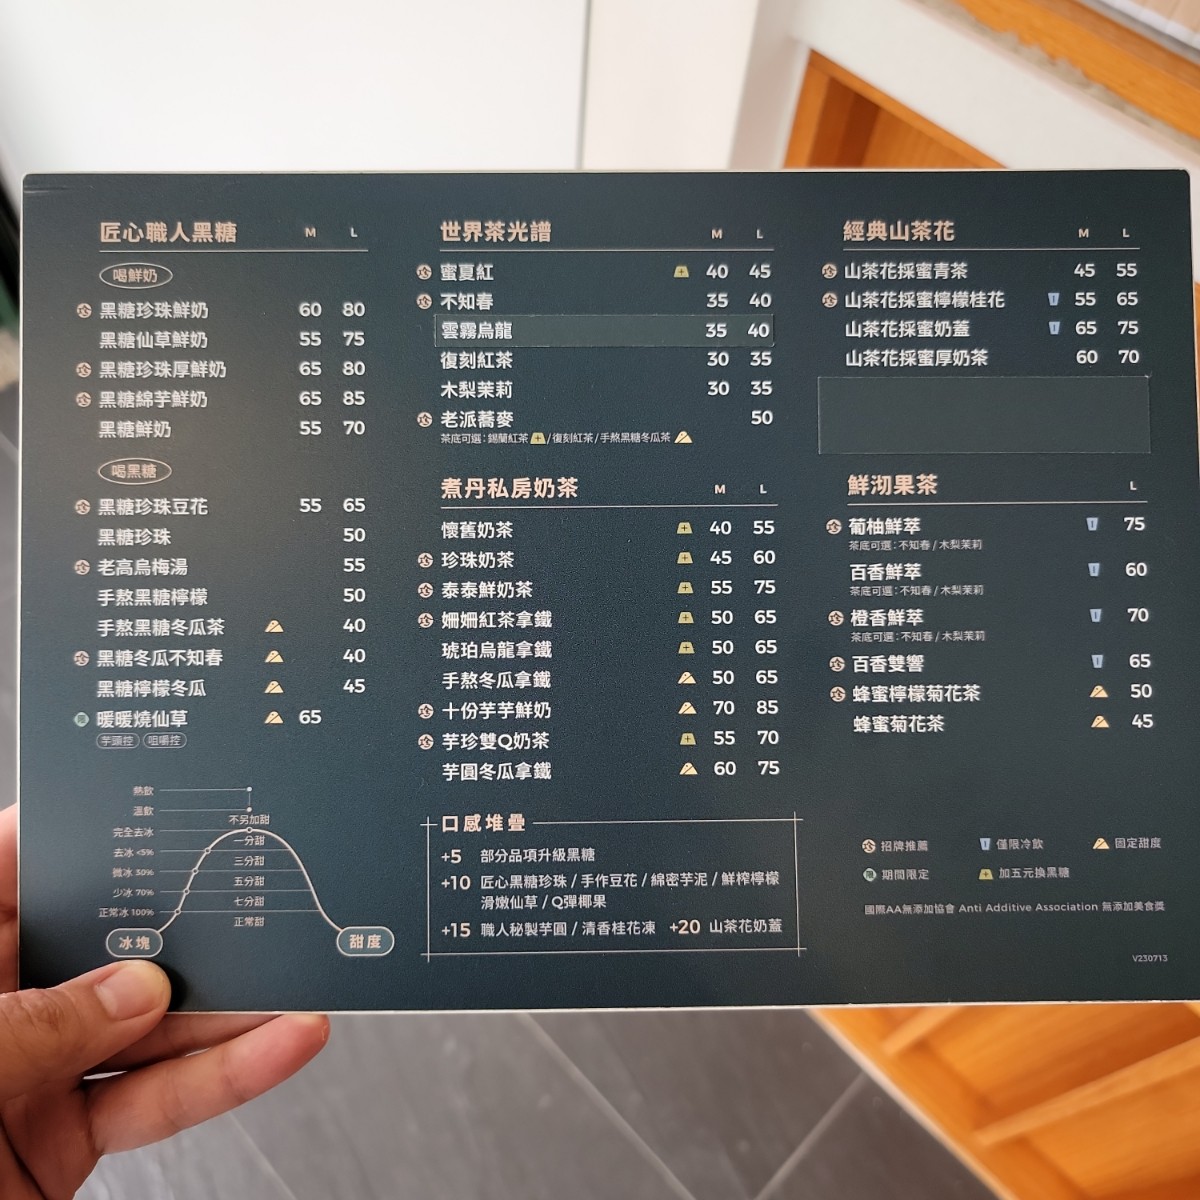 匠心職人黑糖 M L
喝鮮奶
黑糖珍珠鮮奶 60 80
黑糖仙草鮮奶 55 75
黑糖珍珠厚鮮奶 65 80
黑糖綿芋鮮奶 65 85
黑糖鮮奶 55 70
喝黑糖
黑糖珍珠豆花 55 65
黑糖珍珠 50
老高烏梅湯 55
手熬黑糖檸檬 50
手熬黑糖冬瓜茶 40
黑糖冬瓜不知春 40
黑糖檸檬冬瓜 45
暖暖燒仙草 65
芋頭控 咀嚼控
熱飲
溫飲
完全去冰
去冰 <5%
微冰 30%
少冰 70%
正常冰 100%
不另加甜
一分甜
三分甜
五分甜
七分甜
正常甜
冰塊
甜度
世界茶光譜 M L
蜜夏紅 40 45
不知春 35 40
雲霧烏龍 35 40
復刻紅茶 30 35
木梨茉莉 30 35
老派蕎麥 50
茶底可選：錫蘭紅茶 / 復刻紅茶 / 手熬黑糖冬瓜茶
煮丹私房奶茶 M L
懷舊奶茶 40 55
珍珠奶茶 45 60
泰泰鮮奶茶 55 75
姍姍紅茶拿鐵 50 65
琥珀烏龍拿鐵 50 65
手熬冬瓜拿鐵 50 65
十份芋芋鮮奶 70 85
芋珍雙Q奶茶 55 70
芋圓冬瓜拿鐵 60 75
口感堆疊
+5 部分品項升級黑糖
+10 匠心黑糖珍珠 / 手作豆花 / 綿密芋泥 / 鮮榨檸檬
滑嫩仙草 / Q彈椰果
+15 職人秘製芋圓 / 清香桂花凍 +20 山茶花奶蓋
經典山茶花 M L
山茶花採蜜青茶 45 55
山茶花採蜜檸檬桂花 55 65
山茶花採蜜奶蓋 65 75
山茶花採蜜厚奶茶 60 70
鮮沏果茶 L
葡柚鮮萃 75
茶底可選：不知春 / 木梨茉莉
百香鮮萃 60
茶底可選：不知春 / 木梨茉莉
橙香鮮萃 70
茶底可選：不知春 / 木梨茉莉
百香雙響 65
蜂蜜檸檬菊花茶 50
蜂蜜菊花茶 45
珍 招牌推薦 僅限冷飲 固定甜度
期間限定 加五元換黑糖
國際AA無添加協會 Anti Additive Association 無添加美食獎
V230713